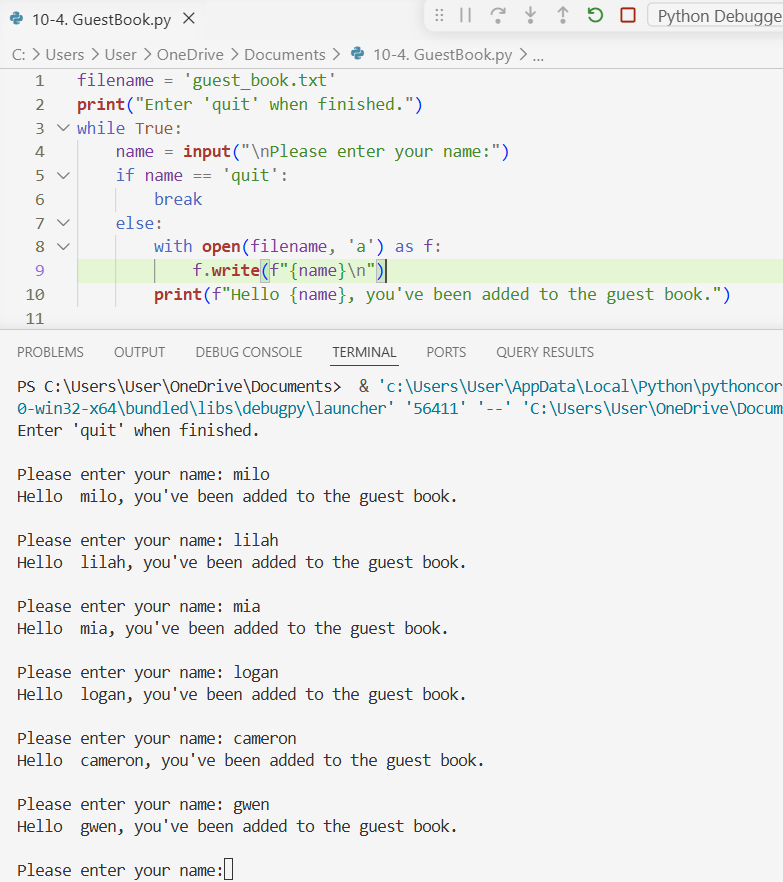 10-4. GuestBook.py
Python Debugge
C: > Users > User > OneDrive > Documents > 10-4. GuestBook.py > ...
1 filename = 'guest_book.txt'
2 print("Enter 'quit' when finished.")
3 while True:
4     name = input("\nPlease enter your name:")
5     if name == 'quit':
6         break
7     else:
8         with open(filename, 'a') as f:
9             f.write(f"{name}\n")
10         print(f"Hello {name}, you've been added to the guest book.")
11
PROBLEMS OUTPUT DEBUG CONSOLE TERMINAL PORTS QUERY RESULTS
PS C:\Users\User\OneDrive\Documents>  & 'c:\Users\User\AppData\Local\Python\pythoncor
0-win32-x64\bundled\libs\debugpy\launcher' '56411' '--' 'C:\Users\User\OneDrive\Docum
Enter 'quit' when finished.

Please enter your name: milo
Hello  milo, you've been added to the guest book.

Please enter your name: lilah
Hello  lilah, you've been added to the guest book.

Please enter your name: mia
Hello  mia, you've been added to the guest book.

Please enter your name: logan
Hello  logan, you've been added to the guest book.

Please enter your name: cameron
Hello  cameron, you've been added to the guest book.

Please enter your name: gwen
Hello  gwen, you've been added to the guest book.

Please enter your name: